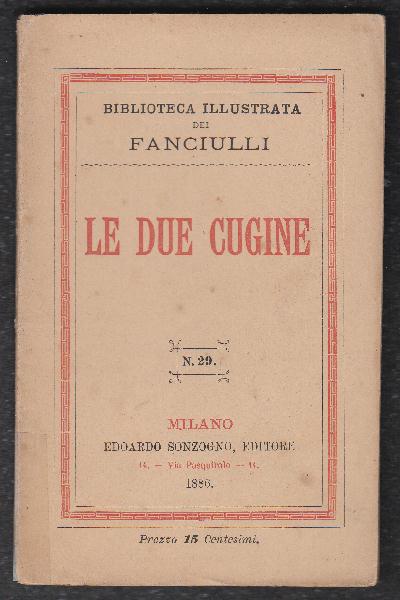 BIBLIOTECA ILLUSTRATA
DEI
FANCIULLI
LE DUE CUGINE
N. 29.
MILANO
EDOARDO SONZOGNO, EDITORE
14. — Via Pasquirolo — 14.
1886.
Prezzo 15 Centesimi.